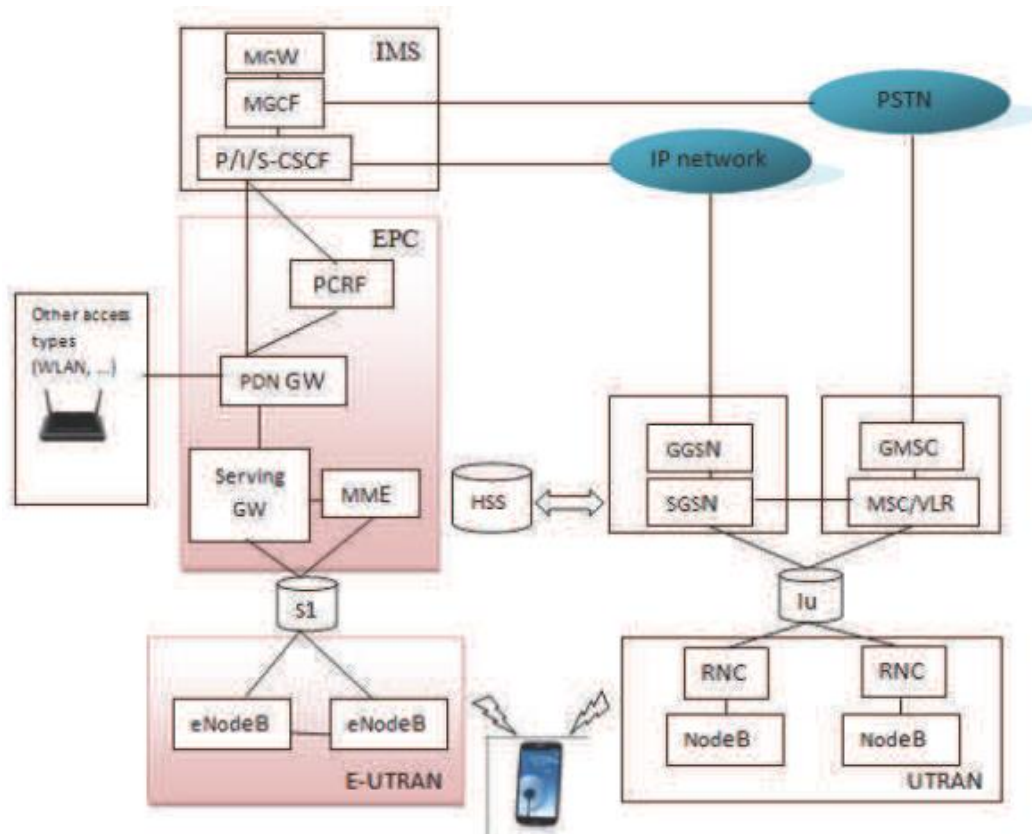 IMS
MGW
MGCF
P/I/S-CSCF
PSTN
IP network
EPC
PCRF
Other access
types
(WLAN, ...)
PDN GW
Serving
GW
MME
HSS
GGSN
SGSN
GMSC
MSC/VLR
S1
Iu
eNodeB
eNodeB
E-UTRAN
RNC
RNC
NodeB
NodeB
UTRAN